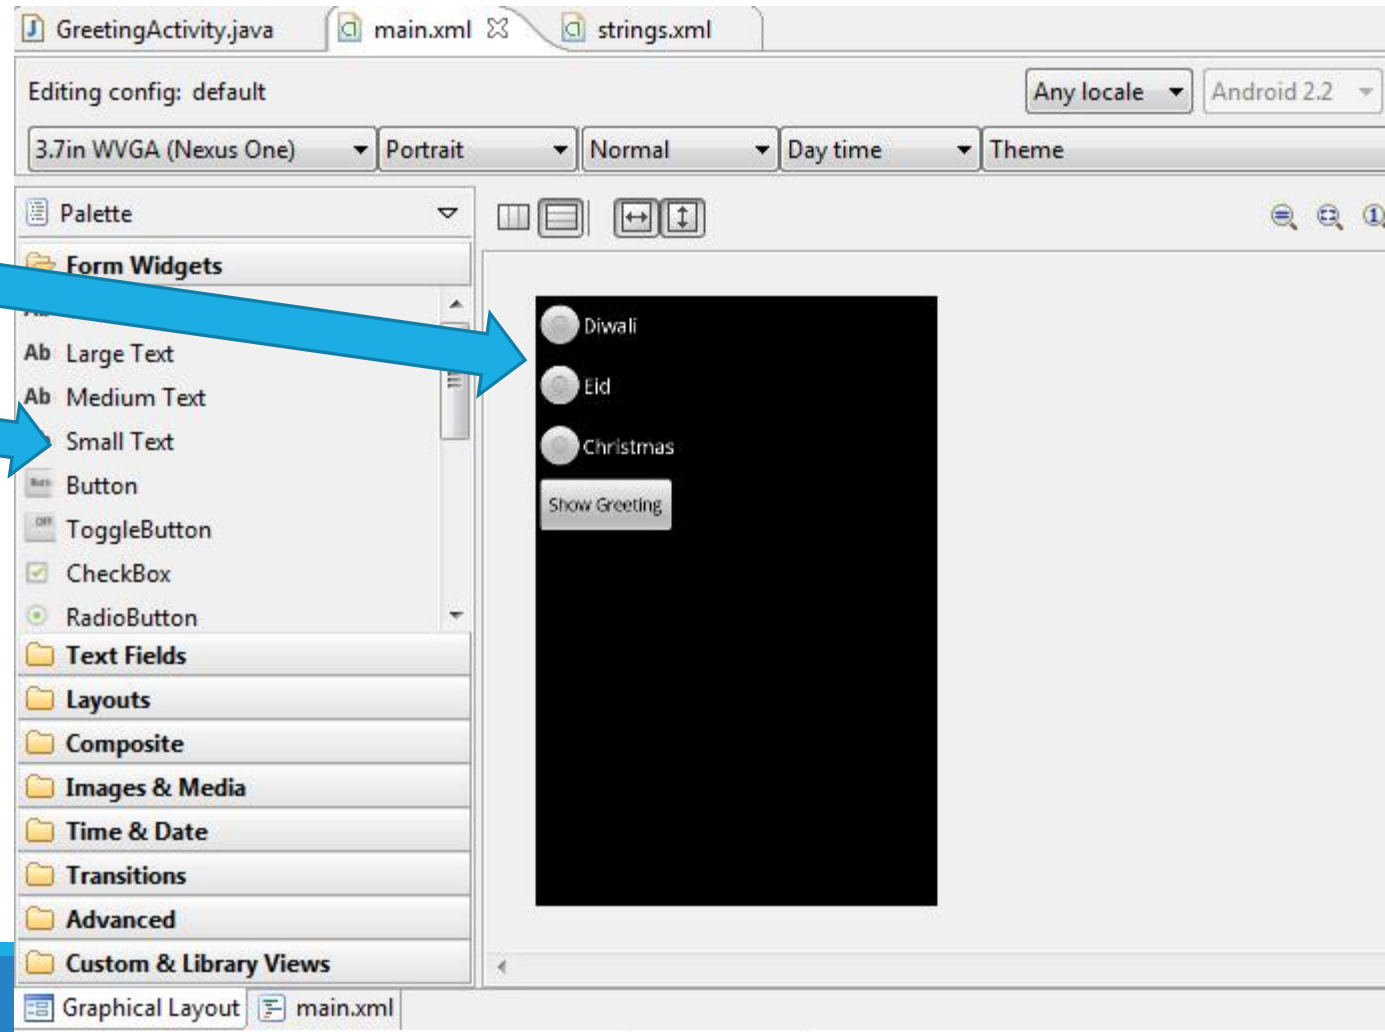 GreetingActivity.java main.xml strings.xml
Editing config: default Any locale Android 2.2
3.7in WVGA (Nexus One) Portrait Normal Day time Theme
Palette
Form Widgets
Ab Large Text
Ab Medium Text
Small Text
Button
OFF ToggleButton
CheckBox
RadioButton
Text Fields
Layouts
Composite
Images & Media
Time & Date
Transitions
Advanced
Custom & Library Views
Graphical Layout main.xml
Diwali
Eid
Christmas
Show Greeting